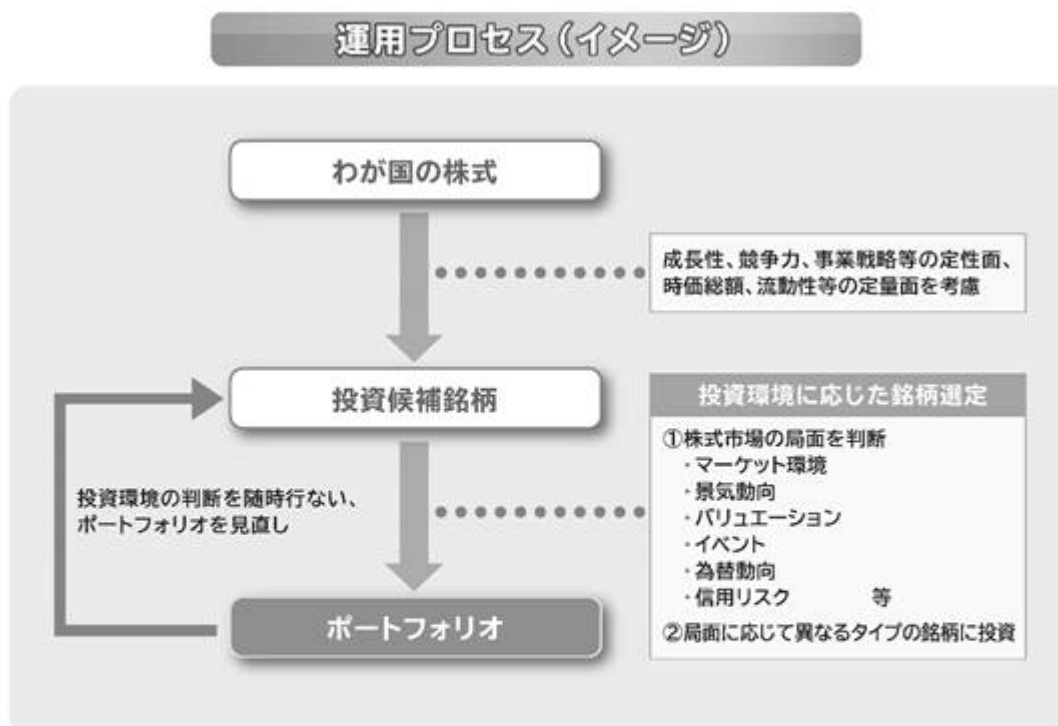 運用プロセス(イメージ)
わが国の株式
成長性、競争力、事業戦略等の定性面、
時価総額、流動性等の定量面を考慮
投資候補銘柄
投資環境に応じた銘柄選定
①株式市場の局面を判断
・マーケット環境
・景気動向
・バリュエーション
・イベント
・為替動向
・信用リスク 等
②局面に応じて異なるタイプの銘柄に投資
投資環境の判断を随時行ない、
ポートフォリオを見直し
ポートフォリオ